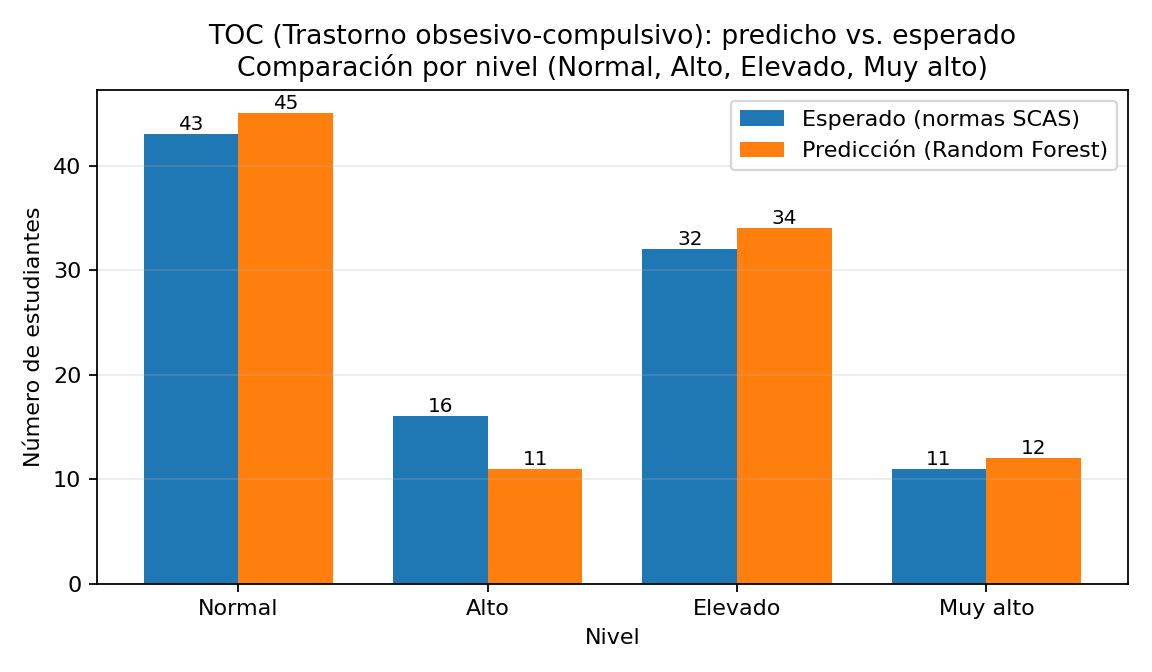 TOC (Trastorno obsesivo-compulsivo): predicho vs. esperado
Comparación por nivel (Normal, Alto, Elevado, Muy alto)
Esperado (normas SCAS)
Predicción (Random Forest)
Número de estudiantes
40
30
20
10
0
43
45
16
11
32
34
11
12
Normal
Alto
Elevado
Muy alto
Nivel